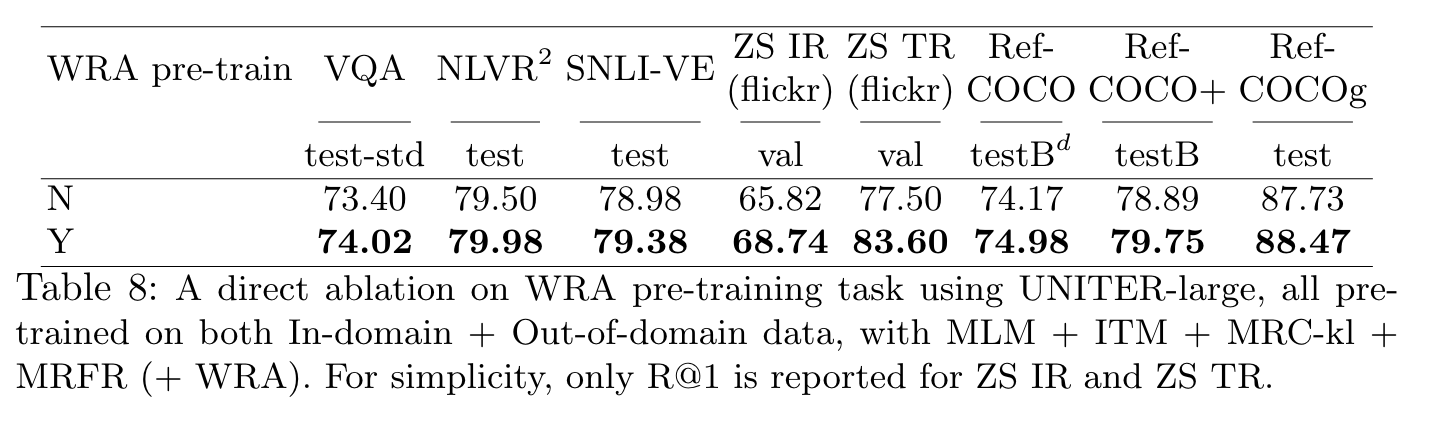 WRA pre-train VQA NLVR² SNLI-VE ZS IR (flickr) ZS TR (flickr) Ref-COCO Ref-COCO+ Ref-COCOg
test-std test test val val testBᵈ testB test
N 73.40 79.50 78.98 65.82 77.50 74.17 78.89 87.73
Y 74.02 79.98 79.38 68.74 83.60 74.98 79.75 88.47
Table 8: A direct ablation on WRA pre-training task using UNITER-large, all pre-
trained on both In-domain + Out-of-domain data, with MLM + ITM + MRC-kl +
MRFR (+ WRA). For simplicity, only R@1 is reported for ZS IR and ZS TR.